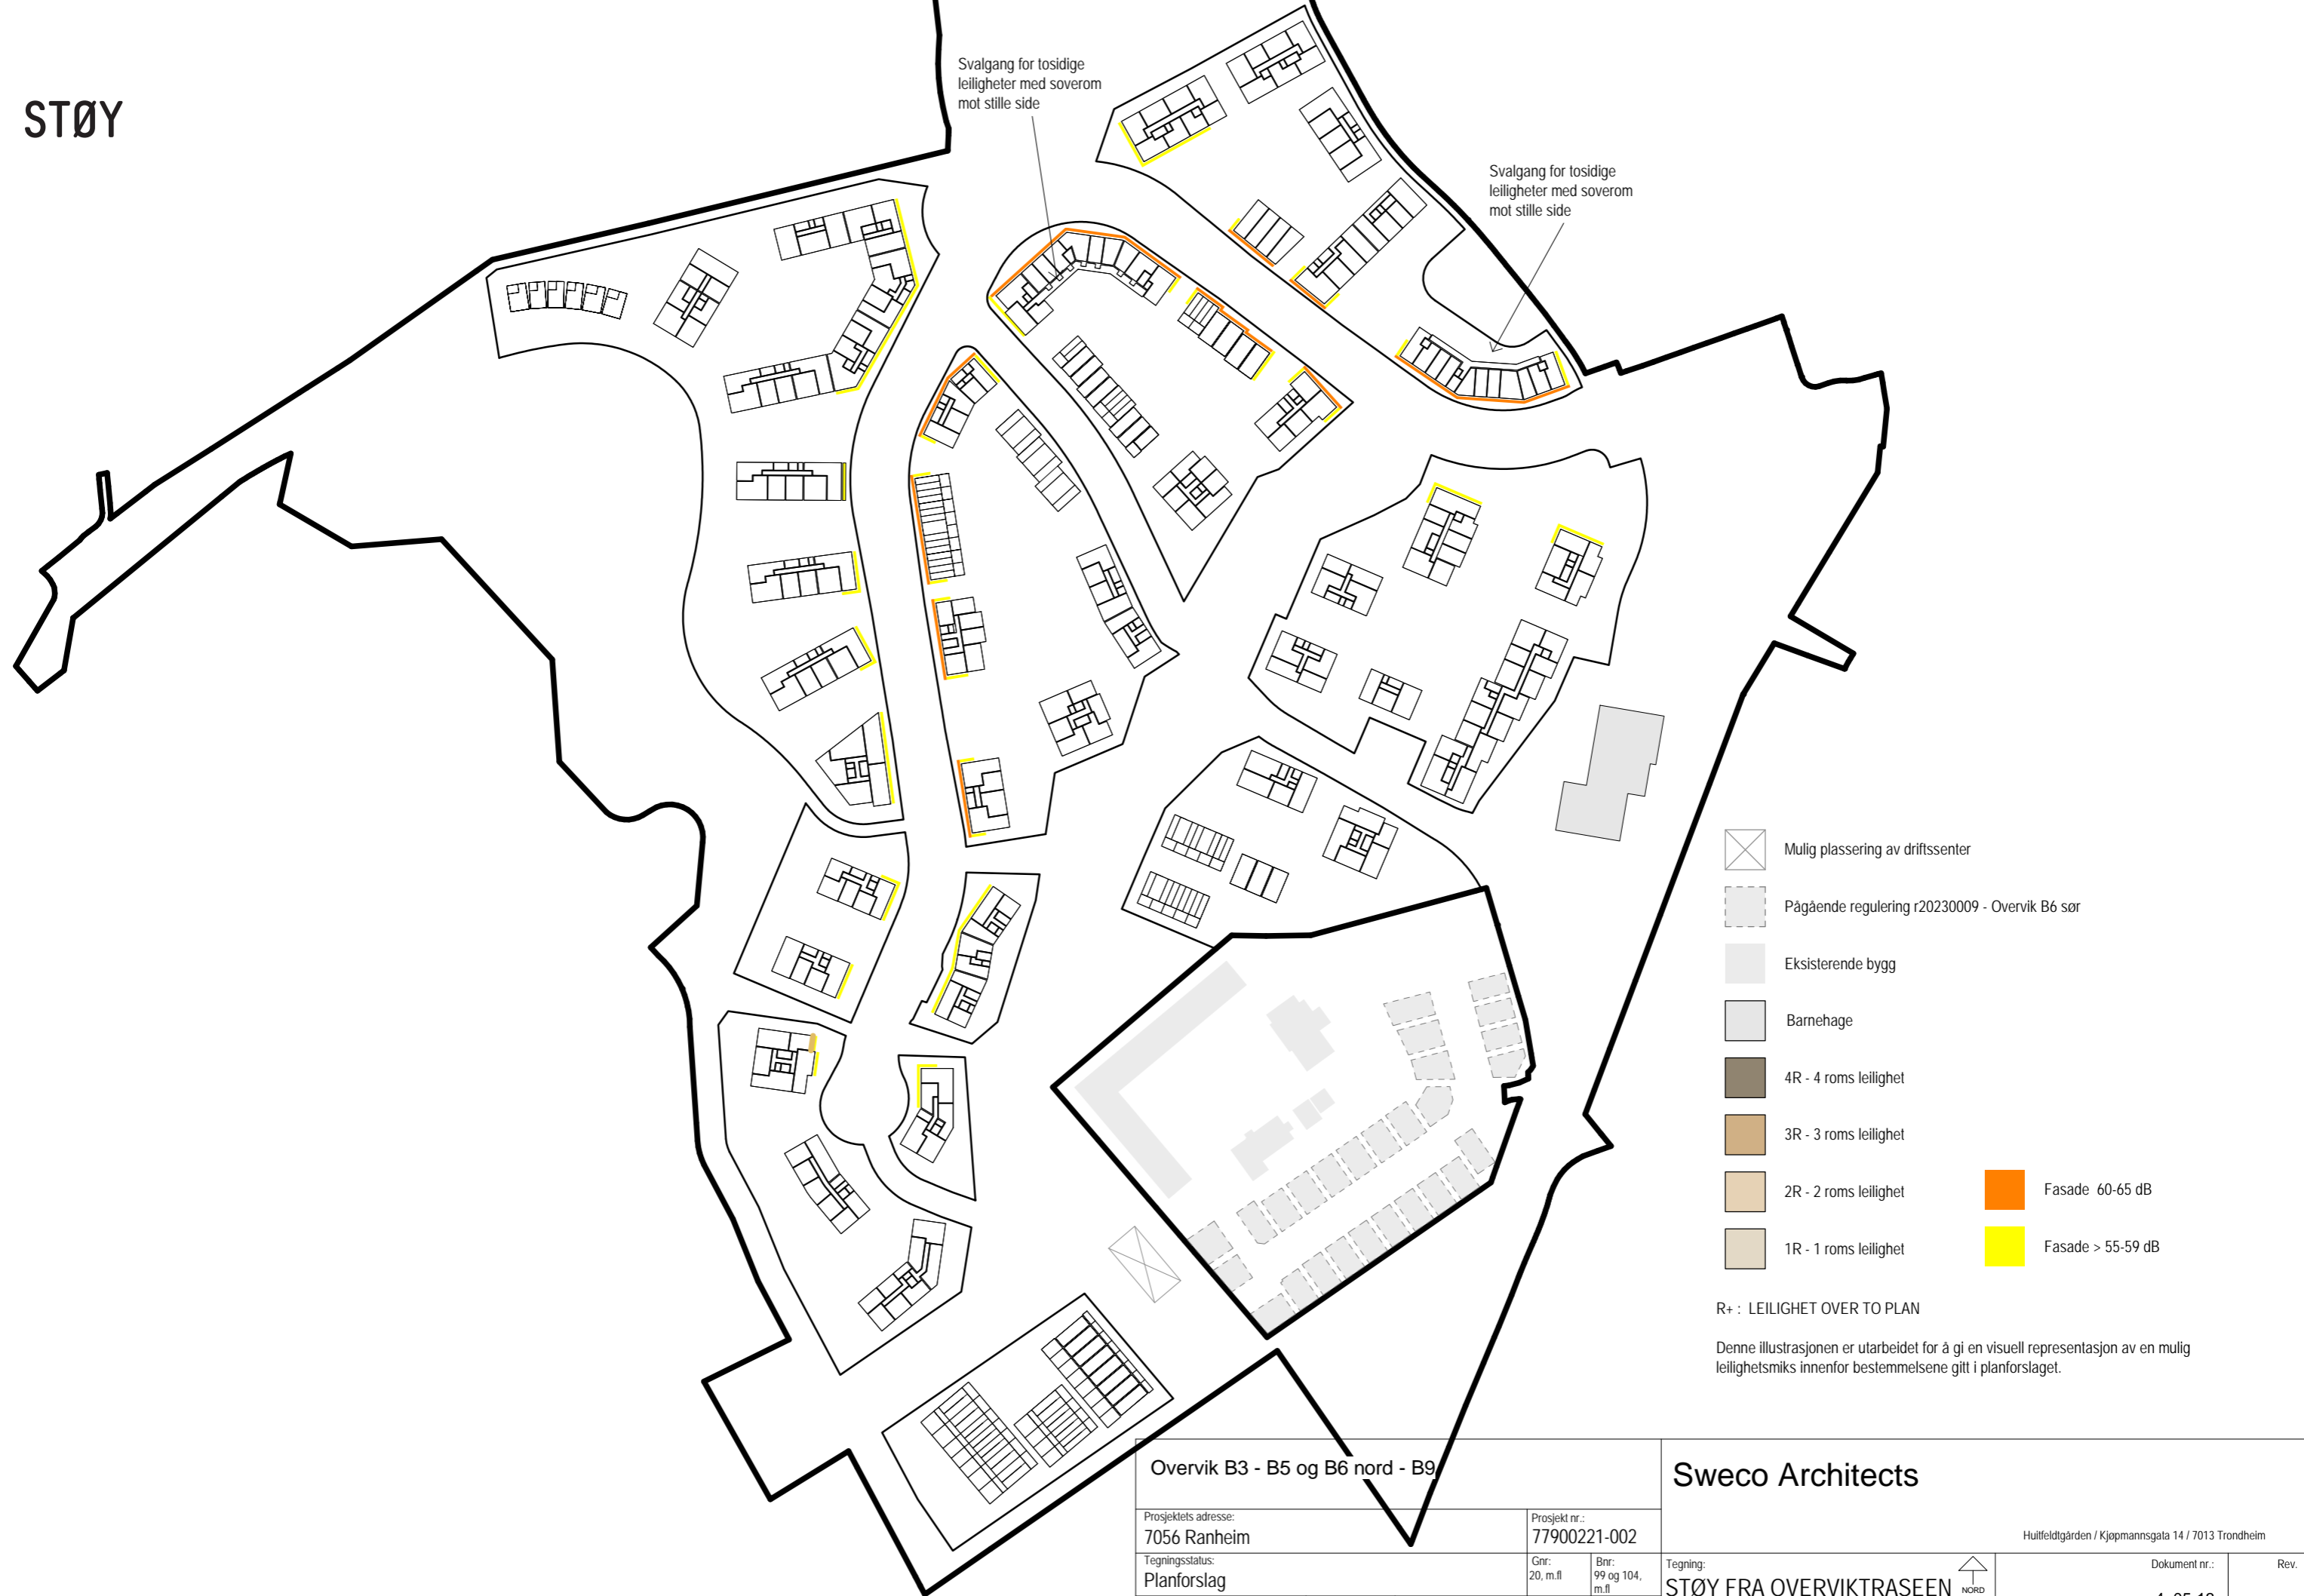 STØY
Svalgang for tosidige
leiligheter med soverom
mot stille side
Svalgang for tosidige
leiligheter med soverom
mot stille side
Mulig plassering av driftssenter
Pågående regulering r20230009 - Overvik B6 sør
Eksisterende bygg
Barnehage
4R - 4 roms leilighet
3R - 3 roms leilighet
2R - 2 roms leilighet
1R - 1 roms leilighet
Fasade 60-65 dB
Fasade > 55-59 dB
R+ : LEILIGHET OVER TO PLAN
Denne illustrasjonen er utarbeidet for å gi en visuell representasjon av en mulig
leilighetsmiks innenfor bestemmelsene gitt i planforslaget.
Overvik B3 - B5 og B6 nord - B9
Sweco Architects
Prosjektets adresse:
7056 Ranheim
Prosjekt nr.:
77900221-002
Huitfeldtgården / Kjøpmannsgata 14 / 7013 Trondheim
Tegningsstatus:
Planforslag
Gnr:
20, m.fl
Bnr:
99 og 104,
m.fl
Tegning:
STØY FRA OVERVIKTRASEEN
NORD
Dokument nr.:
Rev.